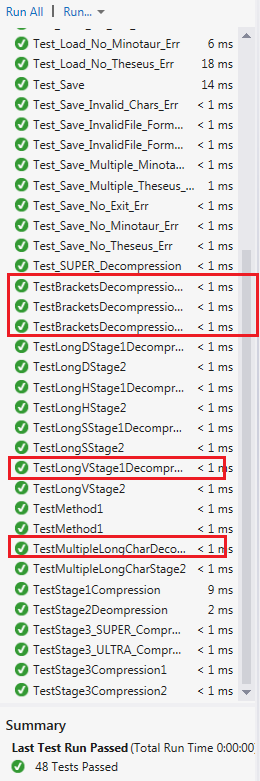 Run All | Run...
Test_Load_No_Minotaur_Err 6 ms
Test_Load_No_Theseus_Err 18 ms
Test_Save 14 ms
Test_Save_Invalid_Chars_Err < 1 ms
Test_Save_InvalidFile_Form... < 1 ms
Test_Save_InvalidFile_Form... < 1 ms
Test_Save_Multiple_Minota... < 1 ms
Test_Save_Multiple_Theseus_... 1 ms
Test_Save_No_Exit_Err < 1 ms
Test_Save_No_Minotaur_Err < 1 ms
Test_Save_No_Theseus_Err < 1 ms
Test_SUPER_Decompression < 1 ms
TestBracketsDecompressio... < 1 ms
TestBracketsDecompressio... < 1 ms
TestBracketsDecompressio... < 1 ms
TestLongDStage1Decompr... < 1 ms
TestLongDStage2 < 1 ms
TestLongHStage1Decompr... < 1 ms
TestLongHStage2 < 1 ms
TestLongSStage1Decompr... < 1 ms
TestLongSStage2 < 1 ms
TestLongVStage1Decompr... < 1 ms
TestLongVStage2 < 1 ms
TestMethod1 < 1 ms
TestMethod1 < 1 ms
TestMultipleLongCharDeco... < 1 ms
TestMultipleLongCharStage2 < 1 ms
TestStage1Compression 9 ms
TestStage2Deompression 2 ms
TestStage3_SUPER_Compr... < 1 ms
TestStage3_ULTRA_Compr... < 1 ms
TestStage3Compression1 < 1 ms
TestStage3Compression2 < 1 ms
Summary
Last Test Run Passed (Total Run Time 0:00:00
48 Tests Passed